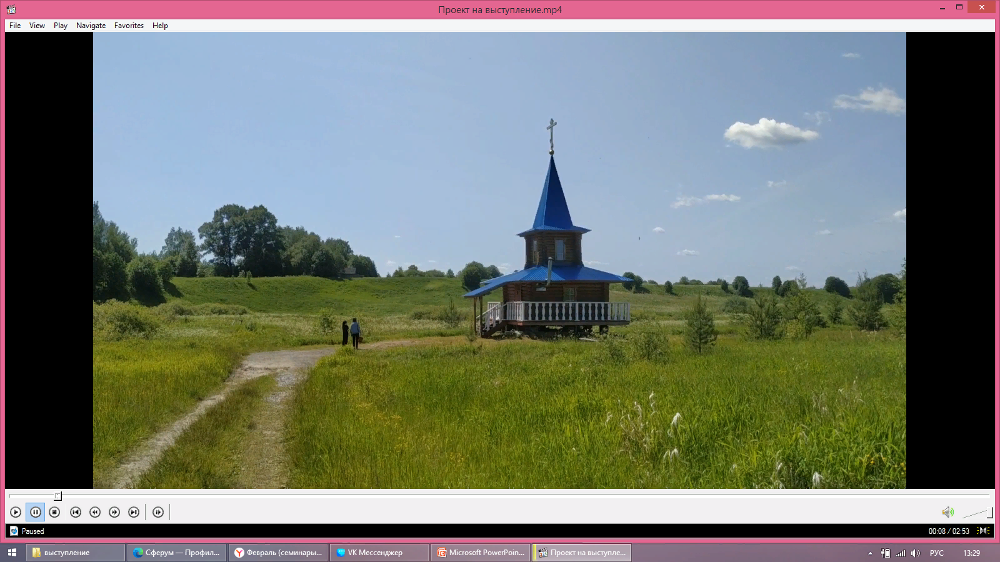 Проект на выступление.mp4
File View Play Navigate Favorites Help
Paused
00:08 / 02:53
выступление
Сферум — Профил...
Февраль (семинары...
VK Мессенджер
Microsoft PowerPoin...
Проект на выступле...
РУС
13:29